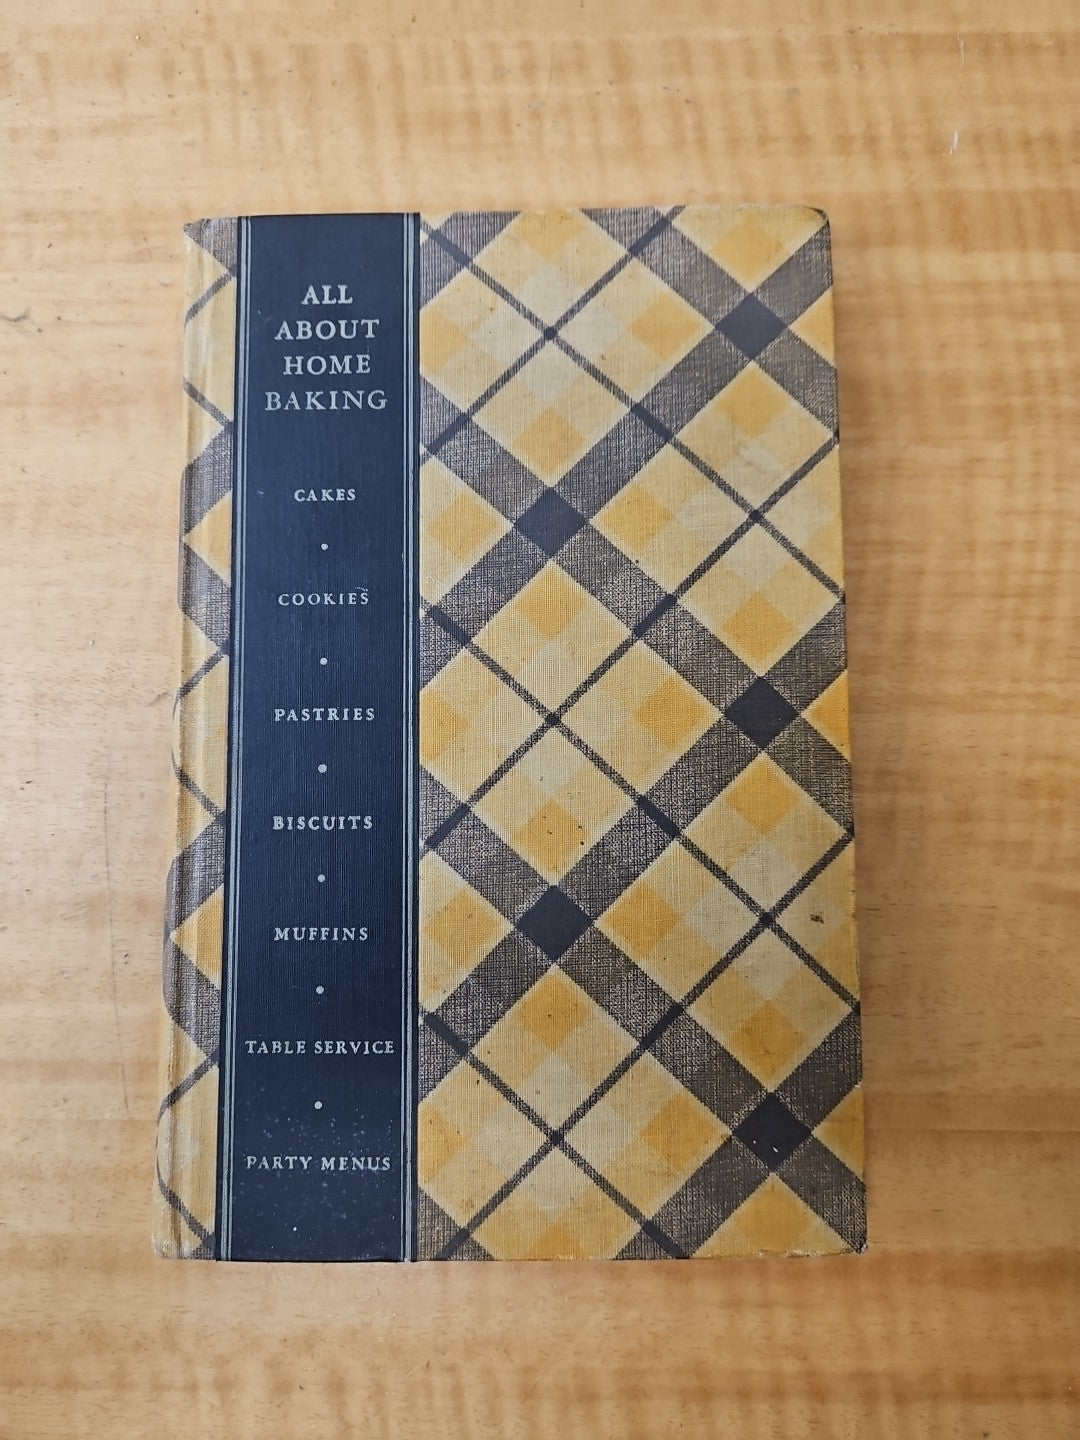 ALL
ABOUT
HOME
BAKING
CAKES
COOKIES
PASTRIES
BISCUITS
MUFFINS
TABLE SERVICE
PARTY MENUS